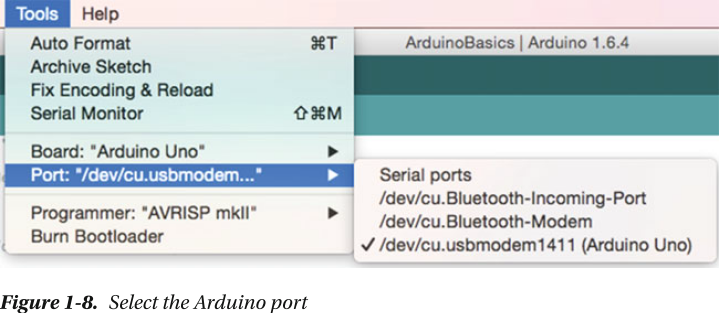 Tools Help
ArduinoBasics | Arduino 1.6.4
Auto Format ⌘T
Archive Sketch
Fix Encoding & Reload
Serial Monitor ⇧⌘M
Board: "Arduino Uno" ▶
Port: "/dev/cu.usbmodem..." ▶
Serial ports
/dev/cu.Bluetooth-Incoming-Port
/dev/cu.Bluetooth-Modem
✓ /dev/cu.usbmodem1411 (Arduino Uno)
Programmer: "AVRISP mkII" ▶
Burn Bootloader
Figure 1-8. Select the Arduino port